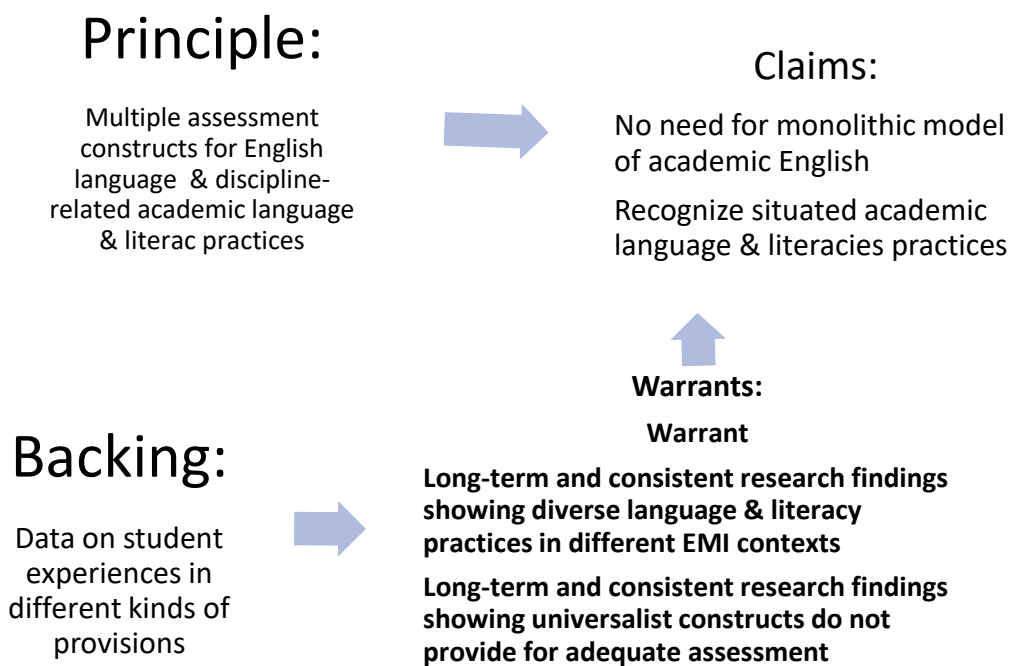 Principle:
Multiple assessment
constructs for English
language & discipline-
related academic language
& literac practices
Claims:
No need for monolithic model
of academic English
Recognize situated academic
language & literacies practices
Warrants:
Warrant
Long-term and consistent research findings
showing diverse language & literacy
practices in different EMI contexts
Long-term and consistent research findings
showing universalist constructs do not
provide for adequate assessment
Backing:
Data on student
experiences in
different kinds of
provisions